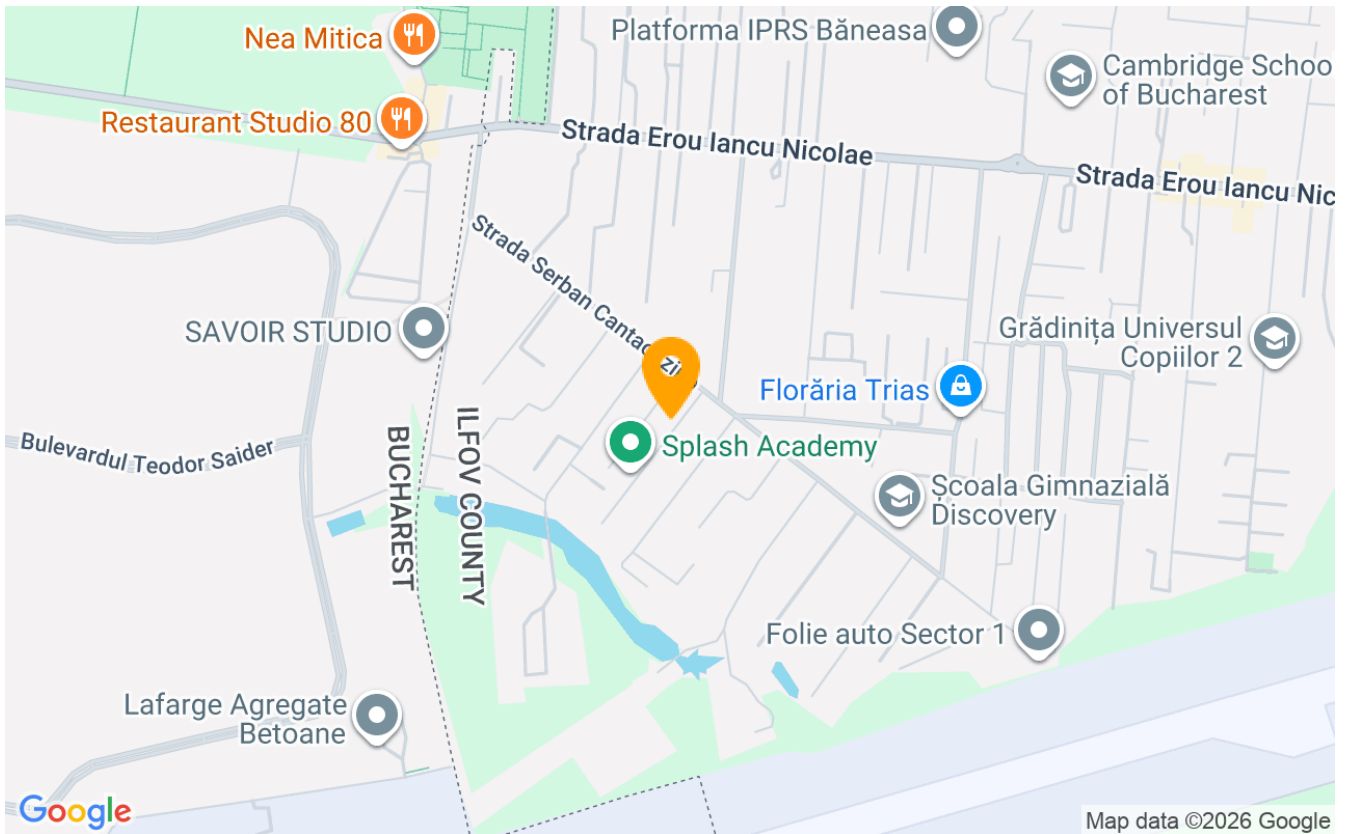 Nea Mitica
Platforma IPRS Băneasa
Cambridge Schoo
of Bucharest
Restaurant Studio 80
Strada Erou Iancu Nicolae
Strada Erou Iancu Nic
Strada Serban Cantac
zino
SAVOIR STUDIO
Grădinița Universul
Copiilor 2
Florăria Trias
Bulevardul Teodor Saider
BUCHAREST
ILFOV COUNTY
Splash Academy
Școala Gimnazială
Discovery
Folie auto Sector 1
Lafarge Agregate
Betoane
Google
Map data ©2026 Google